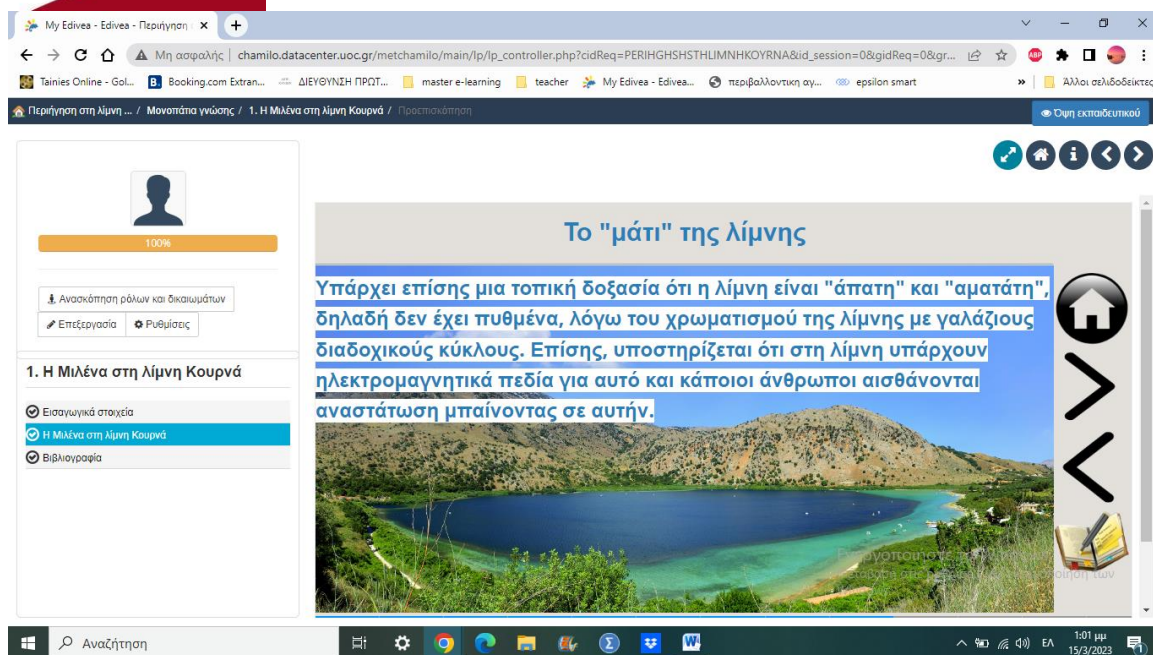 My Edivea - Edivea - Περιήγηση
Μη ασφαλής | chamilo.datacenter.uoc.gr/metchamilo/main/lp/lp_controller.php?cidReq=PERIHGHSHSTHLIMNHKOYRNA&id_session=0&gidReq=0&gr...
Tainies Online - Gol... Booking.com Extran... ΔΙΕΥΘΥΝΣΗ ΠΡΩΤ... master e-learning teacher My Edivea - Edivea... περιβαλλοντικη αγ... epsilon smart » Άλλοι σελιδοδείκτες
Περιήγηση στη λίμνη ... / Μονοπάτια γνώσης / 1. Η Μιλένα στη λίμνη Κουρνά / Προεπισκόπηση
Όψη εκπαιδευτικού
100%
Ανασκόπηση ρόλων και δικαιωμάτων
Επεξεργασία Ρυθμίσεις
1. Η Μιλένα στη λίμνη Κουρνά
Εισαγωγικά στοιχεία
Η Μιλένα στη λίμνη Κουρνά
Βιβλιογραφία
Το "μάτι" της λίμνης
Υπάρχει επίσης μια τοπική δοξασία ότι η λίμνη είναι "άπατη" και "αματάτη",
δηλαδή δεν έχει πυθμένα, λόγω του χρωματισμού της λίμνης με γαλάζιους
διαδοχικούς κύκλους. Επίσης, υποστηρίζεται ότι στη λίμνη υπάρχουν
ηλεκτρομαγνητικά πεδία για αυτό και κάποιοι άνθρωποι αισθάνονται
αναστάτωση μπαίνοντας σε αυτήν.
Αναζήτηση
ΕΛ
1:01 μμ
15/3/2023